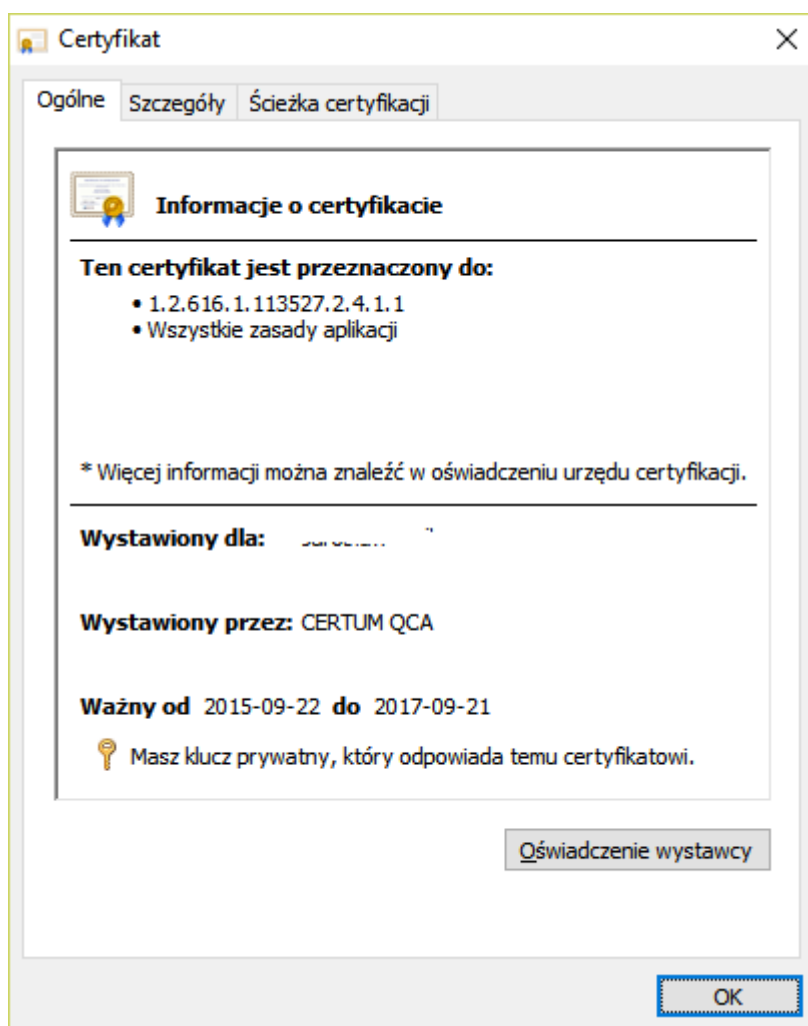 Certyfikat
Ogólne Szczegóły Ścieżka certyfikacji
Informacje o certyfikacie
Ten certyfikat jest przeznaczony do:
• 1.2.616.1.113527.2.4.1.1
• Wszystkie zasady aplikacji
* Więcej informacji można znaleźć w oświadczeniu urzędu certyfikacji.
Wystawiony dla:
Wystawiony przez: CERTUM QCA
Ważny od 2015-09-22 do 2017-09-21
Masz klucz prywatny, który odpowiada temu certyfikatowi.
Oświadczenie wystawcy
OK